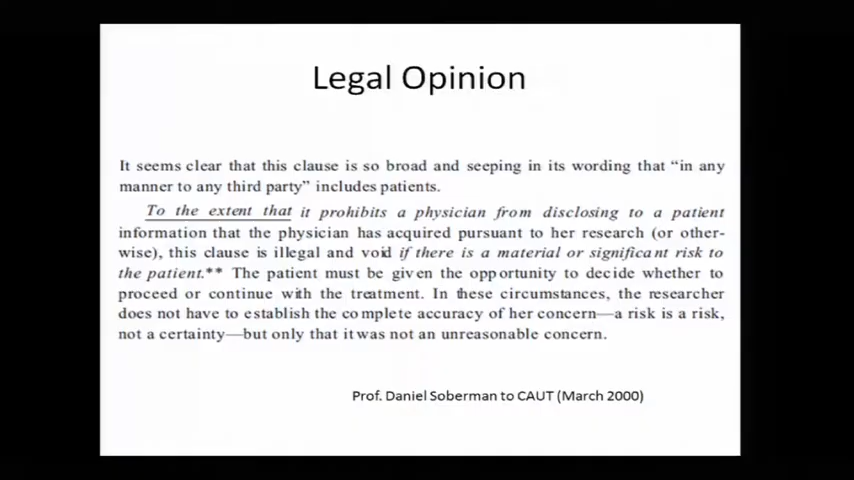 Legal Opinion
It seems clear that this clause is so broad and seeping in its wording that “in any
manner to any third party” includes patients.
To the extent that it prohibits a physician from disclosing to a patient
information that the physician has acquired pursuant to her research (or other-
wise), this clause is illegal and void if there is a material or significant risk to
the patient.** The patient must be given the opportunity to decide whether to
proceed or continue with the treatment. In these circumstances, the researcher
does not have to establish the complete accuracy of her concern—a risk is a risk,
not a certainty—but only that it was not an unreasonable concern.
Prof. Daniel Soberman to CAUT (March 2000)